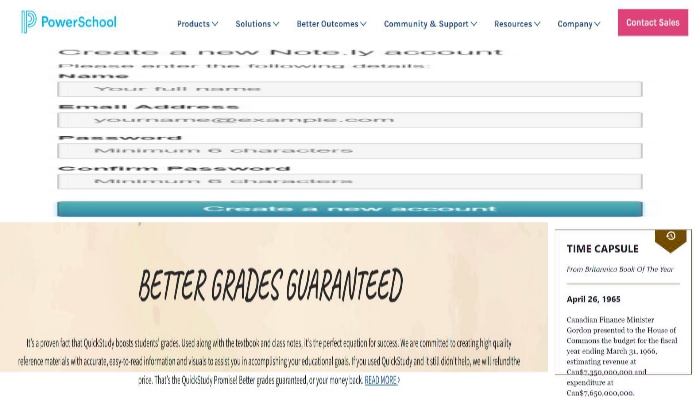 PowerSchool
Products Solutions Better Outcomes Community & Support Resources Company Contact Sales
Create a new Note.ly account
Please enter the following details:
Name
Your full name
Email Address
yourname@example.com
Password
Minimum 6 characters
Confirm Password
Minimum 6 characters
Create a new account
BETTER GRADES GUARANTEED
It's a proven fact that QuickStudy boosts students' grades. Used along with the textbook and class notes, it's the perfect equation for success. We are committed to creating high quality
reference materials with accurate, easy-to-read information and visuals to assist you in accomplishing your educational goals. If you used QuickStudy and it still didn't help, we will refund the
price. That's the QuickStudy Promise! Better grades guaranteed, or your money back. READ MORE >
TIME CAPSULE
From Britannica Book Of The Year
April 26, 1965
Canadian Finance Minister
Gordon presented to the House of
Commons the budget for the fiscal
year ending March 31, 1966,
estimating revenue at
Can$7,350,000,000 and
expenditure at
Can$7,650,000,000.